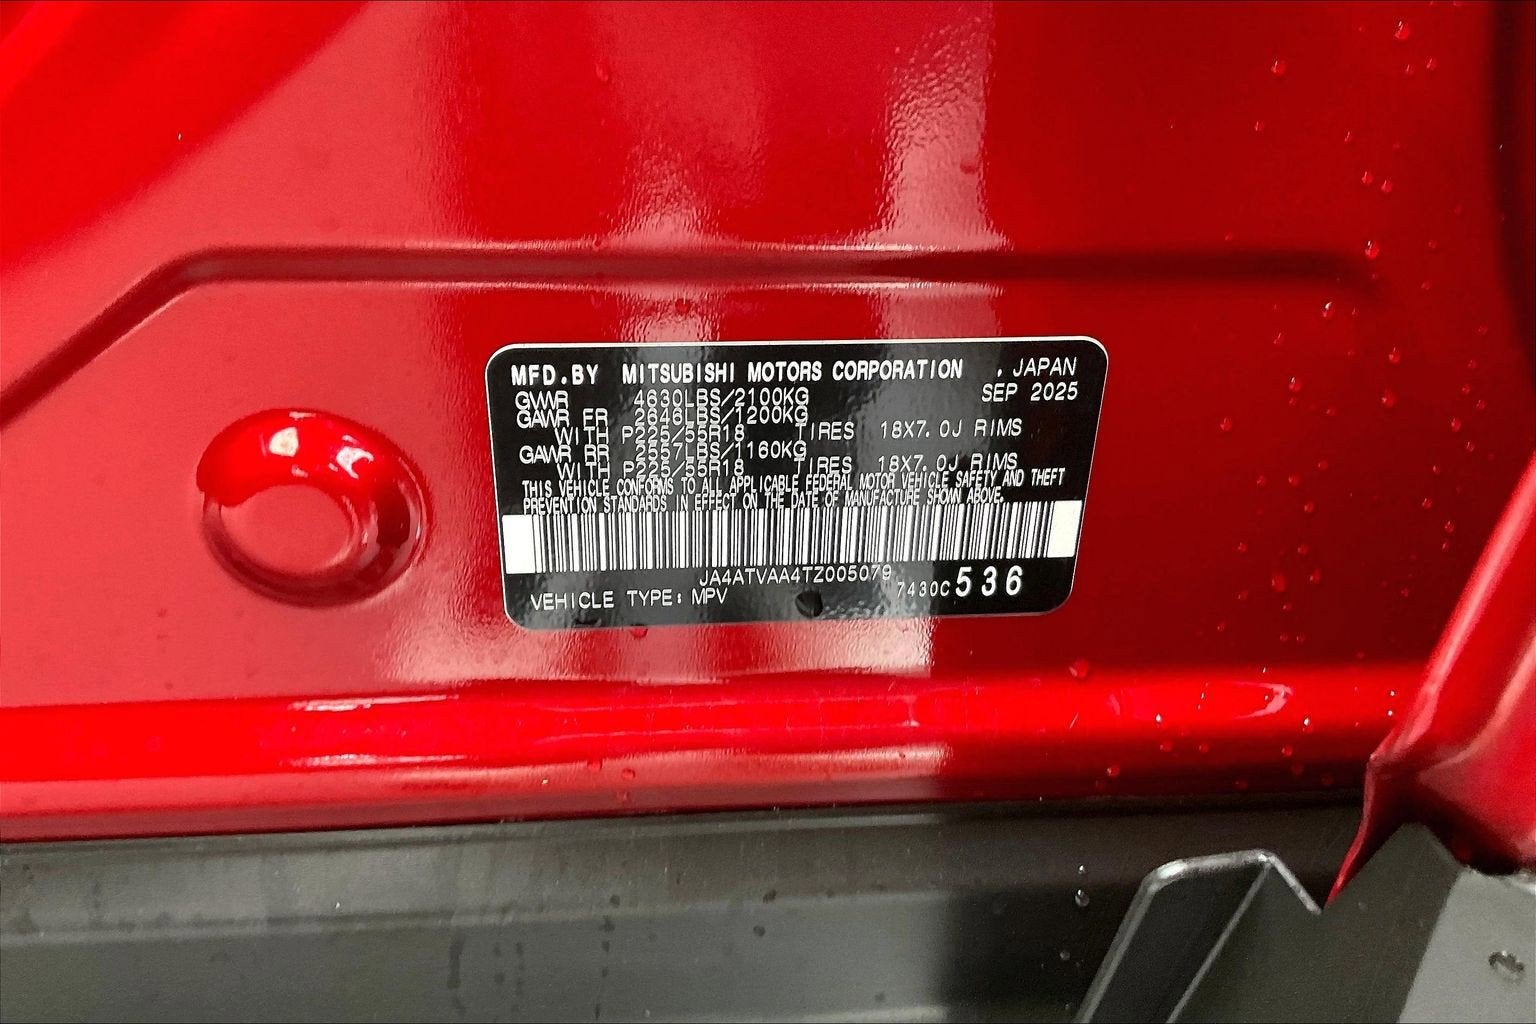 MFD.BY MITSUBISHI MOTORS CORPORATION , JAPAN
SEP 2025
GVWR 4630LBS/2100KG
GAWR FR 2646LBS/1200KG
WITH P225/55R18 TIRES 18X7.0J RIMS
GAWR RR 2557LBS/1160KG
WITH P225/55R18 TIRES 18X7.0J RIMS
THIS VEHICLE CONFORMS TO ALL APPLICABLE FEDERAL MOTOR VEHICLE SAFETY AND THEFT
PREVENTION STANDARDS IN EFFECT ON THE DATE OF MANUFACTURE SHOWN ABOVE.
JA4ATVAA4TZ005079
VEHICLE TYPE: MPV 7430C 536